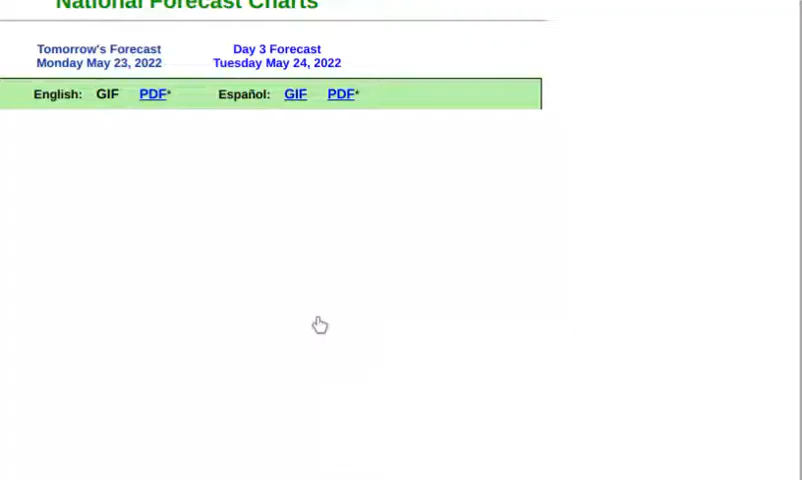 National Forecast Charts
Tomorrow's Forecast
Monday May 23, 2022
Day 3 Forecast
Tuesday May 24, 2022
English: GIF PDF* Español: GIF PDF*